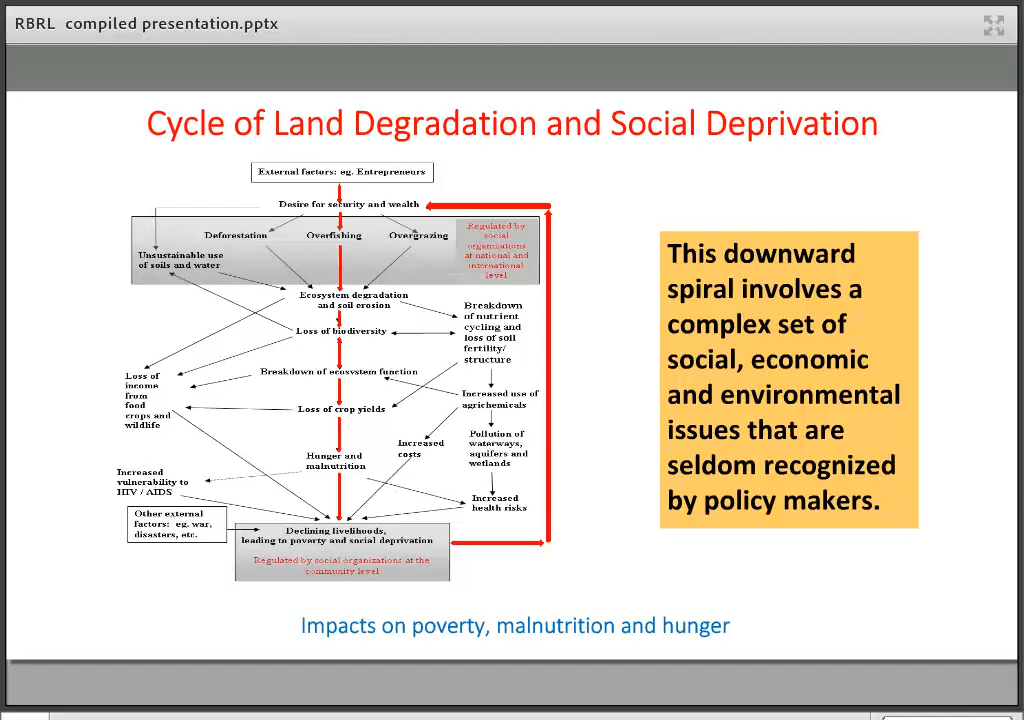 RBRL compiled presentation.pptx
Cycle of Land Degradation and Social Deprivation
External factors: eg. Entrepreneurs
Desire for security and wealth
Deforestation
Overfishing
Overgrazing
Regulated by
social
organizations
at national and
international
level
Unsustainable use
of soils and water
Ecosystem degradation
and soil erosion
Breakdown
of nutrient
cycling and
loss of soil
fertility/
structure
Loss of biodiversity
Breakdown of ecosystem function
Loss of
income
from
food
crops and
wildlife
Increased use of
agrichemicals
Loss of crop yields
Increased
costs
Pollution of
waterways,
aquifers and
wetlands
Hunger and
malnutrition
Increased
vulnerability to
HIV / AIDS
Increased
health risks
Other external
factors: eg. war,
disasters, etc.
Declining livelihoods,
leading to poverty and social deprivation
Regulated by social organizations at the
community level
This downward
spiral involves a
complex set of
social, economic
and environmental
issues that are
seldom recognized
by policy makers.
Impacts on poverty, malnutrition and hunger